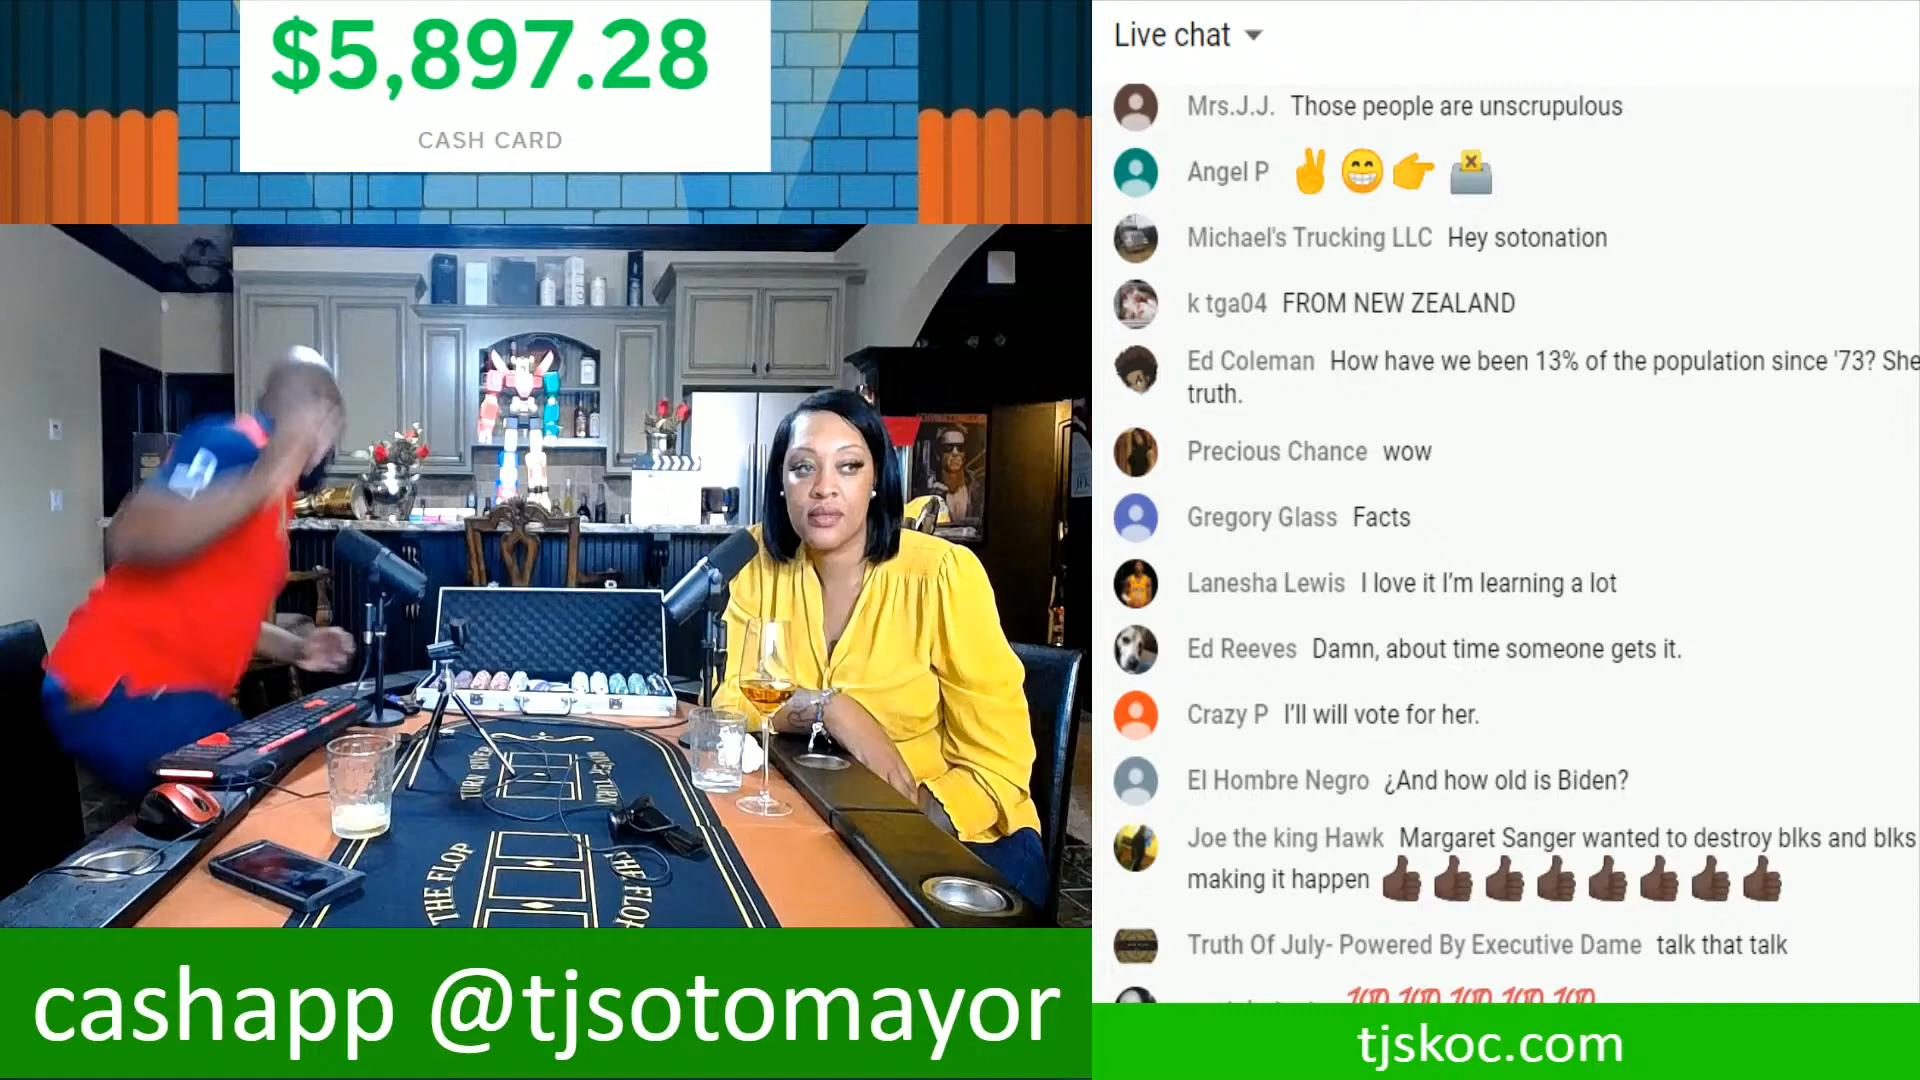 $5,897.28
CASH CARD
TURN RIVER
THE FLOP
THE FLOP
cashapp @tjsotomayor
Live chat
Mrs.J.J. Those people are unscrupulous
Angel P ✌😁👉🗳
Michael's Trucking LLC Hey sotonation
k tga04 FROM NEW ZEALAND
Ed Coleman How have we been 13% of the population since '73? She
truth.
Precious Chance wow
Gregory Glass Facts
Lanesha Lewis I love it I'm learning a lot
Ed Reeves Damn, about time someone gets it.
Crazy P I'll will vote for her.
El Hombre Negro ¿And how old is Biden?
Joe the king Hawk Margaret Sanger wanted to destroy blks and blks
making it happen 👍🏿👍🏿👍🏿👍🏿👍🏿👍🏿👍🏿👍🏿
Truth Of July- Powered By Executive Dame talk that talk
tjskoc.com